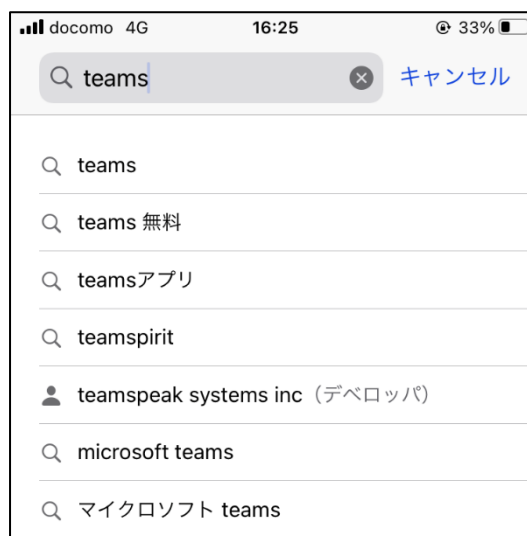 docomo 4G 16:25 33%
teams キャンセル
teams
teams 無料
teamsアプリ
teamspirit
teamspeak systems inc（デベロッパ）
microsoft teams
マイクロソフト teams